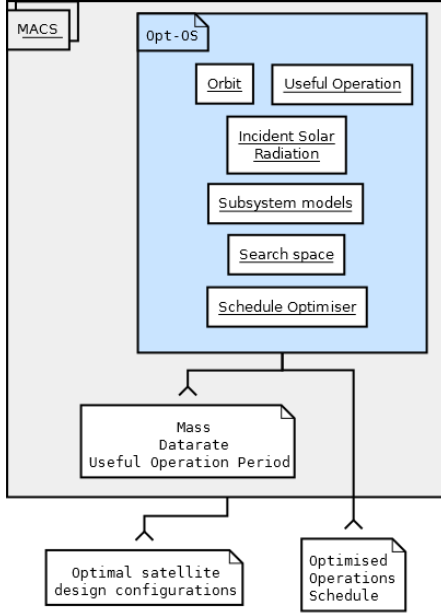 MACS
Opt-OS
Orbit
Useful Operation
Incident Solar
Radiation
Subsystem models
Search space
Schedule Optimiser
Mass
Datarate
Useful Operation Period
Optimal satellite
design configurations
Optimised
Operations
Schedule